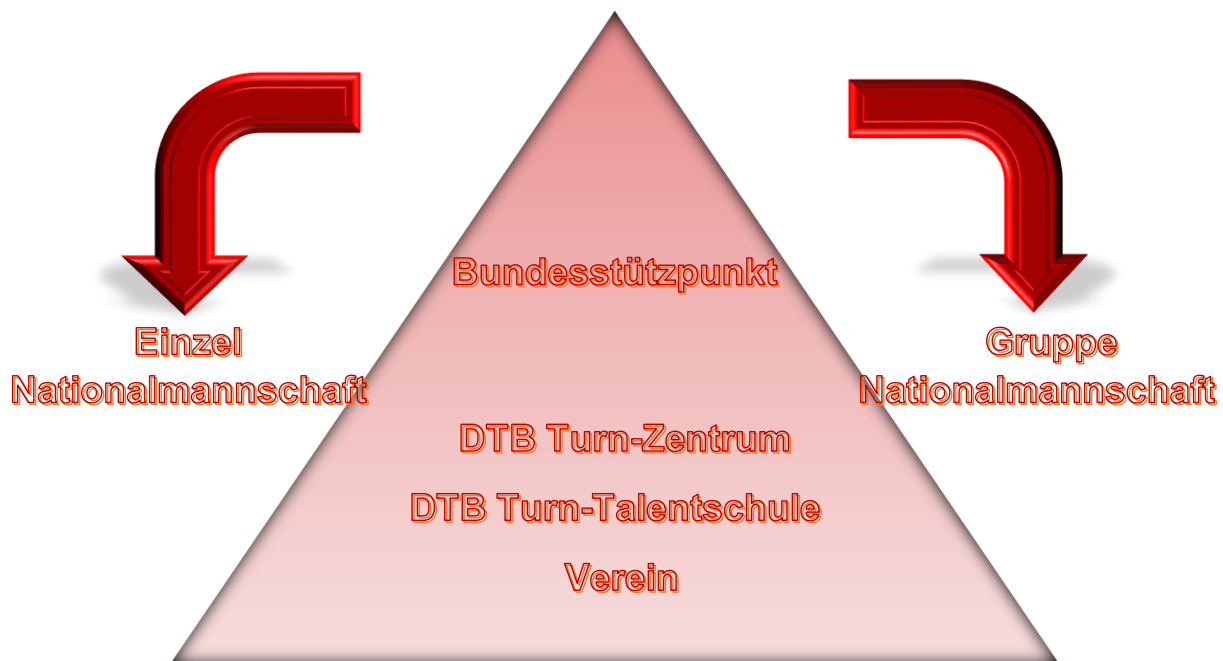 Bundesstützpunkt
Einzel
Nationalmannschaft
Gruppe
Nationalmannschaft
DTB Turn-Zentrum
DTB Turn-Talentschule
Verein